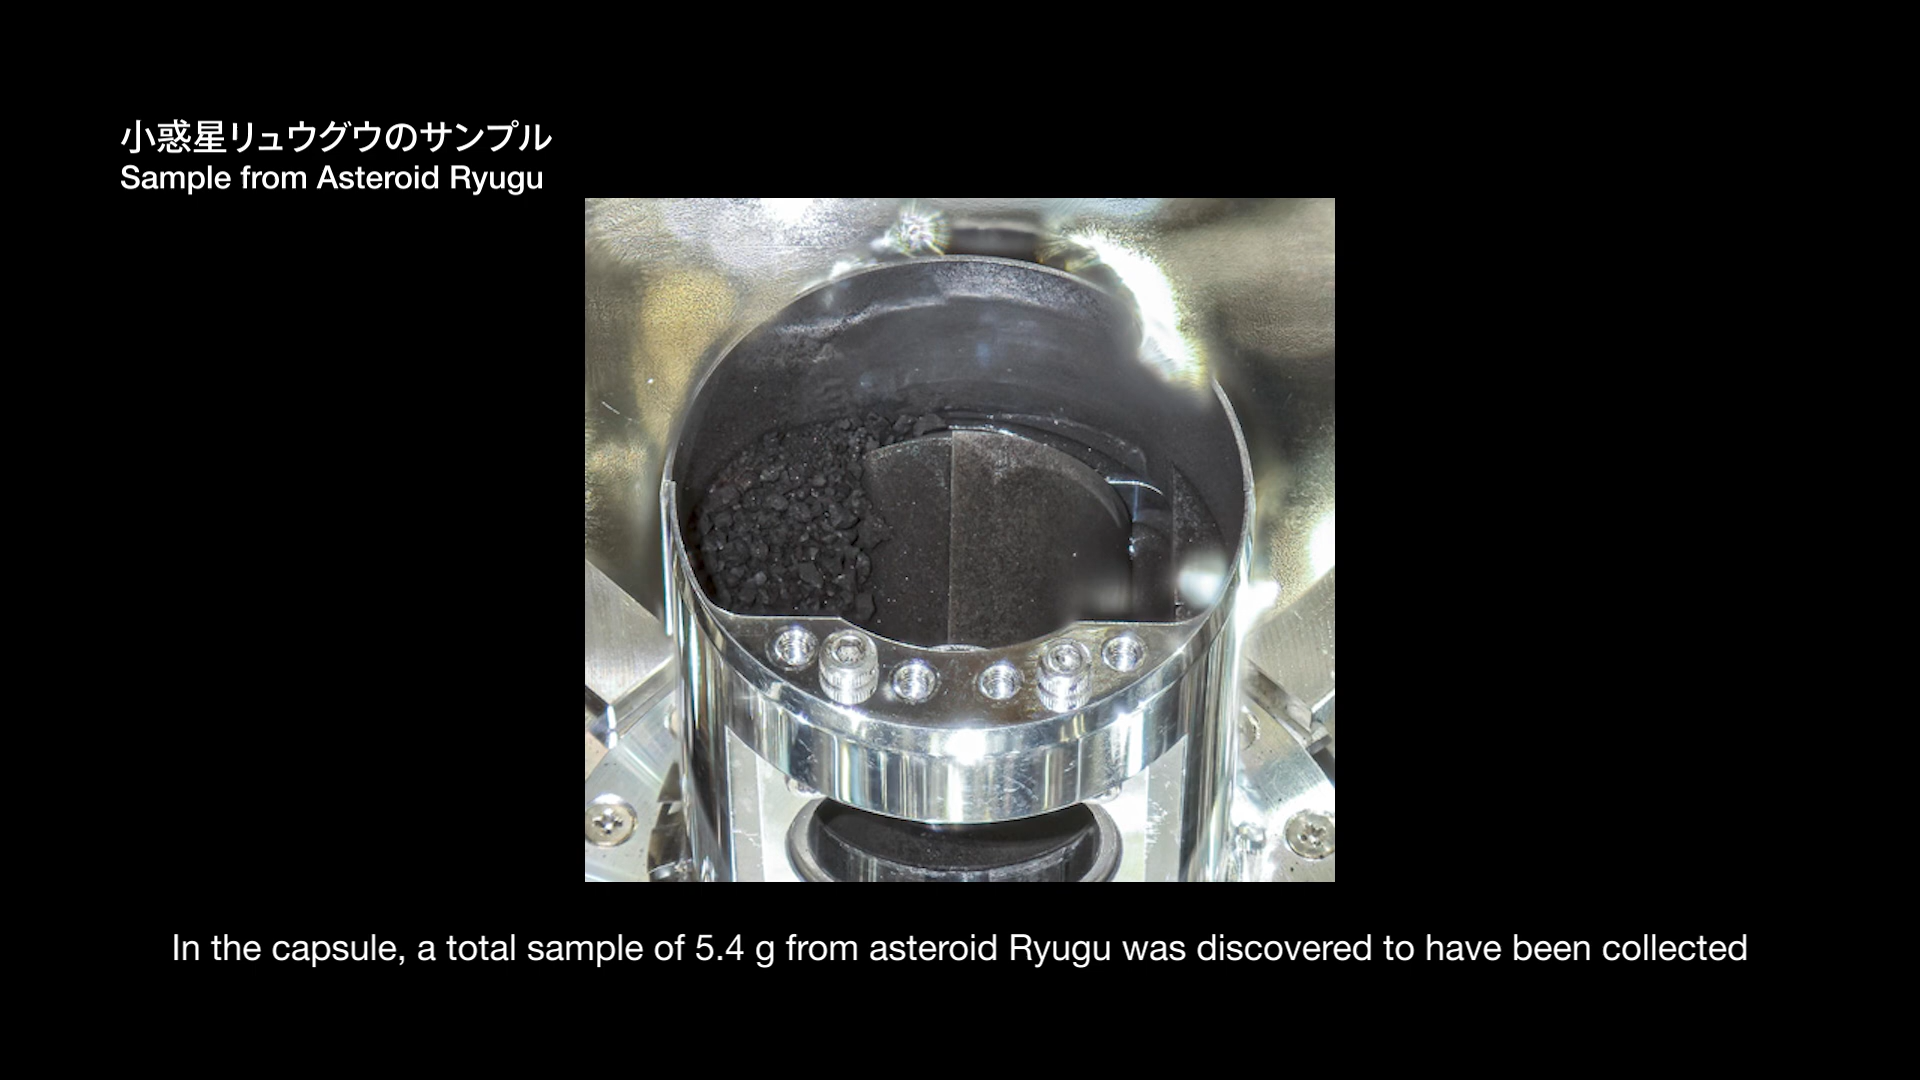 小惑星リュウグウのサンプル
Sample from Asteroid Ryugu
In the capsule, a total sample of 5.4 g from asteroid Ryugu was discovered to have been collected